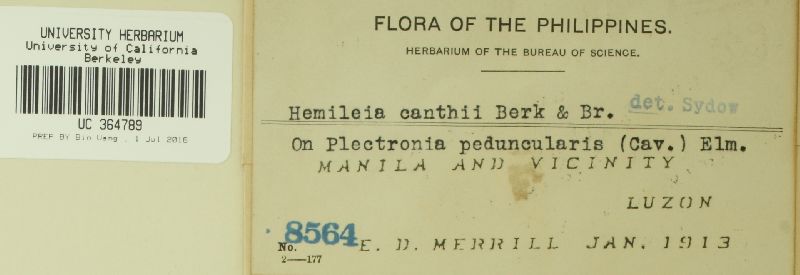 UNIVERSITY HERBARIUM
University of California
Berkeley
UC 364789
PREP BY Bin Wang , 1 Jul 2016
FLORA OF THE PHILIPPINES.
HERBARIUM OF THE BUREAU OF SCIENCE.
Hemileia canthii Berk & Br. det. Sydow
On Plectronia peduncularis (Cav.) Elm.
MANILA AND VICINITY
LUZON
No. 8564 E. D. MERRILL JAN. 1913
2—177